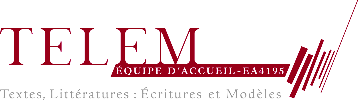 TELEM
ÉQUIPE D'ACCUEIL-EA4195
Textes, Littératures : Écritures et Modèles